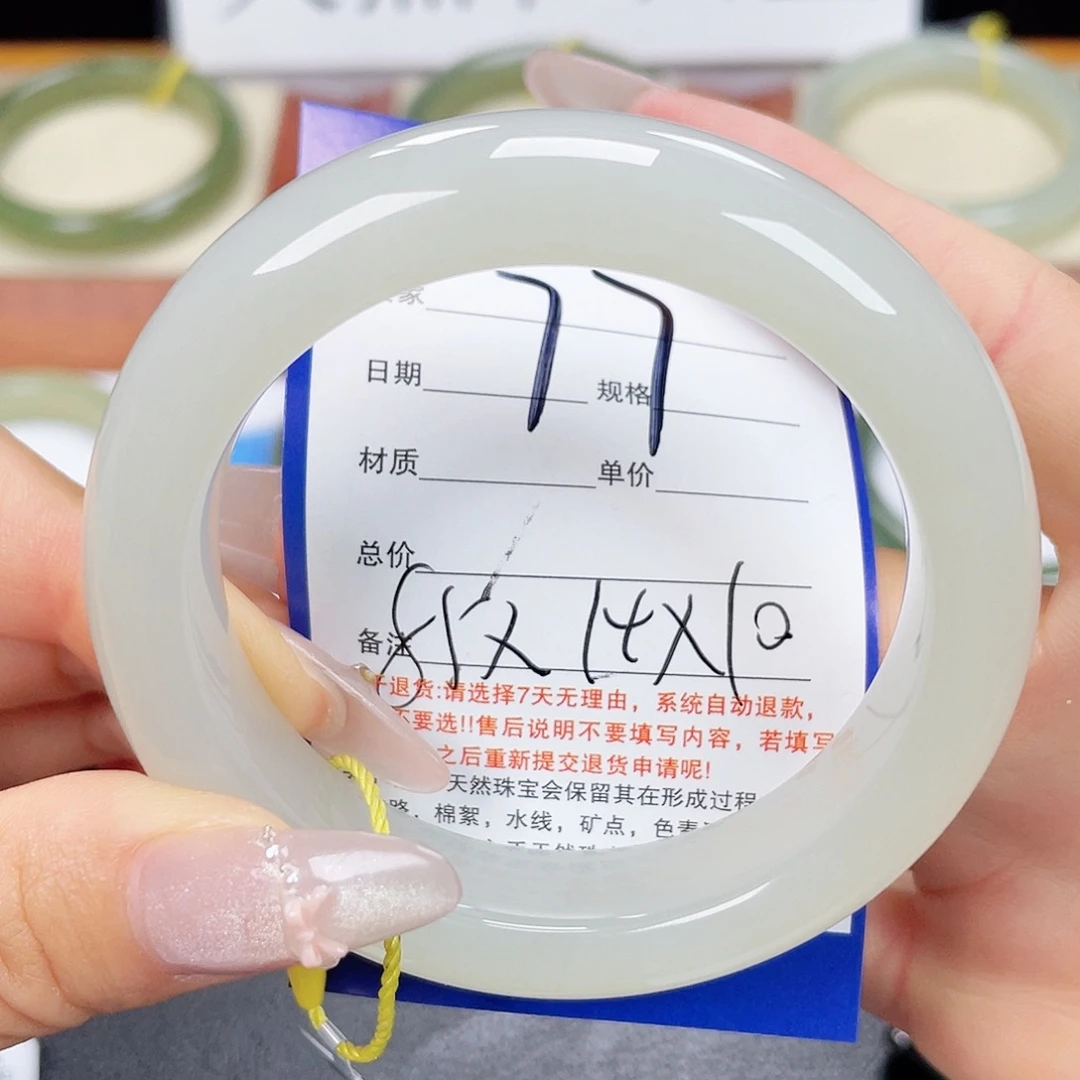 77
家
日期 规格
材质 单价
总价
55x14x10
备注
退货:请选择7天无理由，系统自动退款，
不要选!!售后说明不要填写内容，若填写
之后重新提交退货申请呢!
天然珠宝会保留其在形成过程
棉絮，水线，矿点，色素